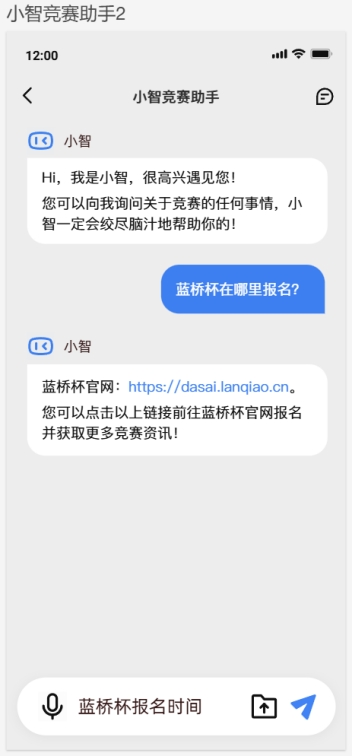 小智竞赛助手2
12:00
小智竞赛助手
小智
Hi，我是小智，很高兴遇见您！
您可以向我询问关于竞赛的任何事情，小
智一定会绞尽脑汁地帮助你的！
蓝桥杯在哪里报名？
小智
蓝桥杯官网：https://dasai.lanqiao.cn。
您可以点击以上链接前往蓝桥杯官网报名
并获取更多竞赛资讯！
蓝桥杯报名时间